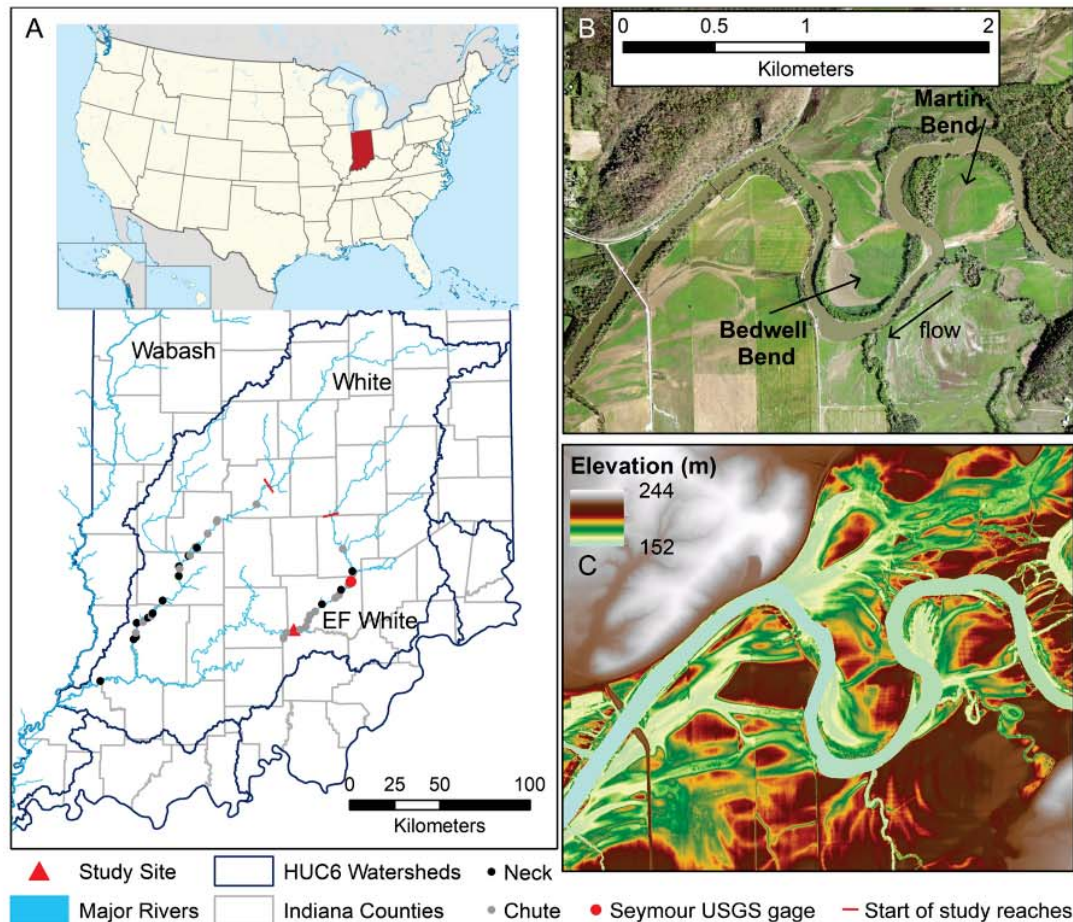 A
Wabash
White
EF White
0 25 50 100
Kilometers
B
0 0.5 1 2
Kilometers
Martin
Bend
Bedwell
Bend
flow
Elevation (m)
244
152
C
Study Site
HUC6 Watersheds
Neck
Major Rivers
Indiana Counties
Chute
Seymour USGS gage
Start of study reaches